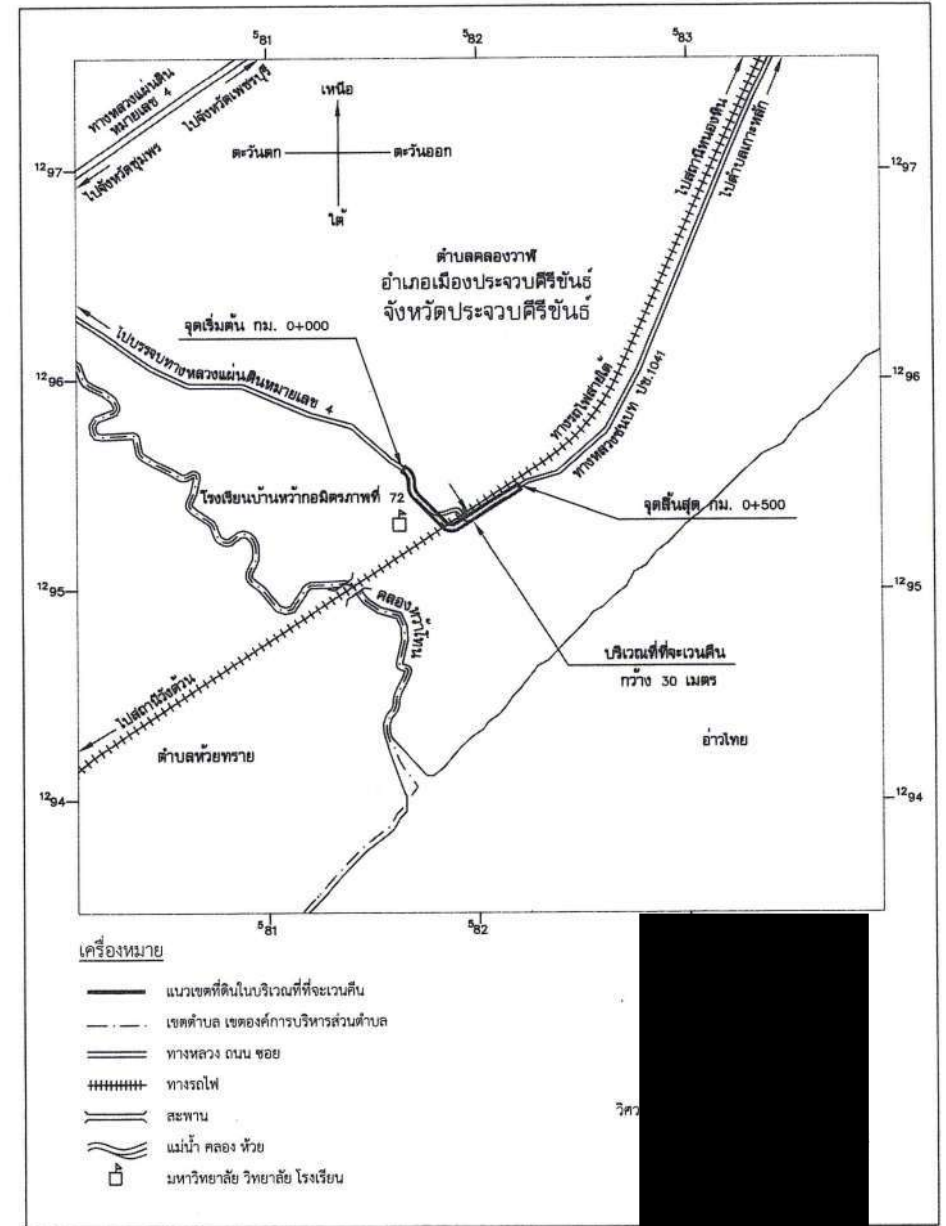 ⁵81 ⁵82 ⁵83
ทางหลวงแผ่นดิน
หมายเลข 4
ไปจังหวัดเพชรบุรี
ไปจังหวัดชุมพร
เหนือ
ตะวันตก ตะวันออก
ใต้
ไปสถานีหนองหิน
ไปตำบลเกาะหลัก
¹²97 ¹²97
ตำบลคลองวาฬ
อำเภอเมืองประจวบคีรีขันธ์
จังหวัดประจวบคีรีขันธ์
จุดเริ่มต้น กม. 0+000
ไปบรรจบทางหลวงแผ่นดินหมายเลข 4
ทางรถไฟสายใต้
ทางหลวงชนบท ปข.1041
¹²96 ¹²96
โรงเรียนบ้านหว้ากอมิตรภาพที่ 72
จุดสิ้นสุด กม. 0+500
¹²95 ¹²95
คลองหว้าโทน
บริเวณที่ที่จะเวนคืน
กว้าง 30 เมตร
ไปสถานีวังด้วน
ตำบลห้วยทราย
อ่าวไทย
¹²94 ¹²94
⁵81 ⁵82
เครื่องหมาย
แนวเขตที่ดินในบริเวณที่ที่จะเวนคืน
เขตตำบล เขตองค์การบริหารส่วนตำบล
ทางหลวง ถนน ซอย
ทางรถไฟ
สะพาน
แม่น้ำ คลอง ห้วย
มหาวิทยาลัย วิทยาลัย โรงเรียน